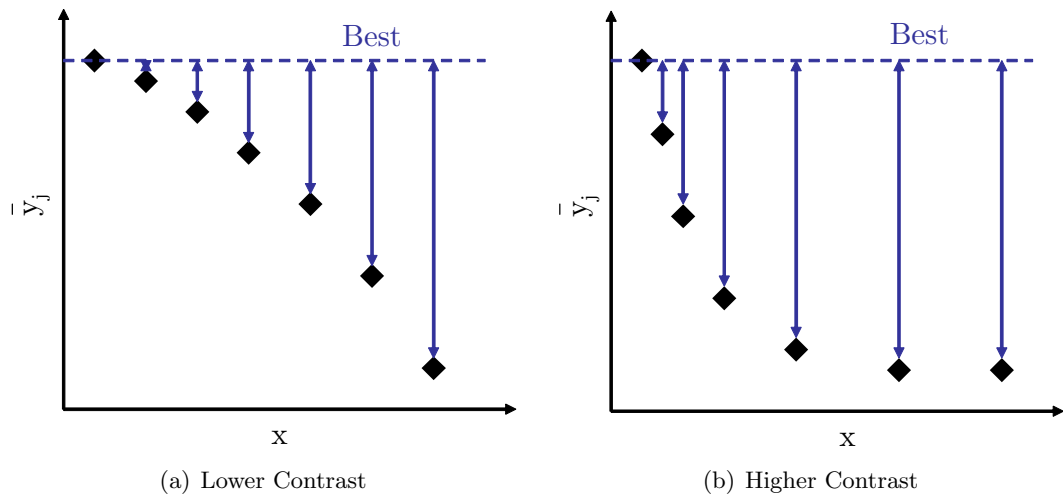 Best
ȳⱼ
x
(a) Lower Contrast
Best
ȳⱼ
x
(b) Higher Contrast